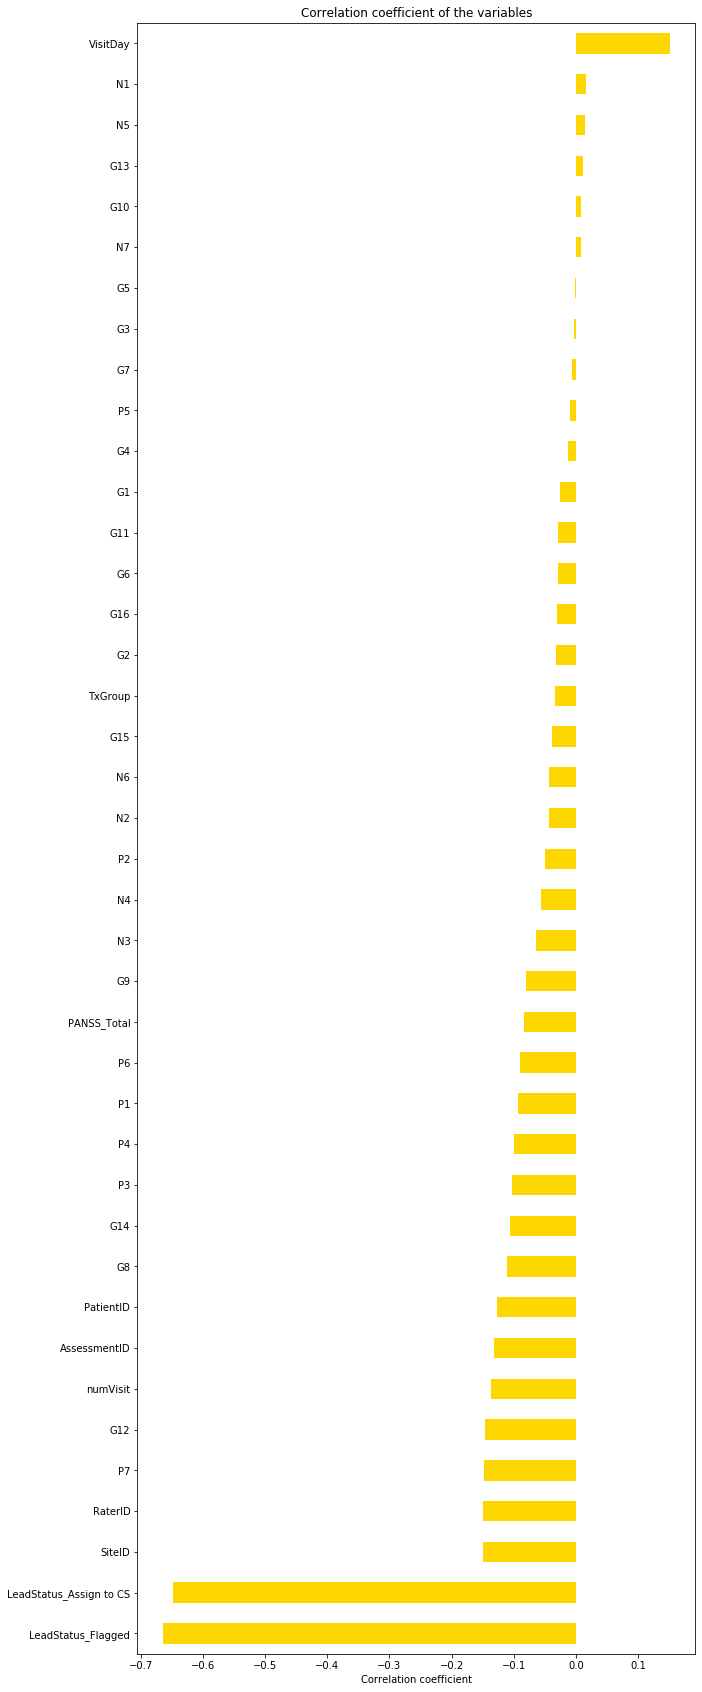 Correlation coefficient of the variables
VisitDay
N1
N5
G13
G10
N7
G5
G3
G7
P5
G4
G1
G11
G6
G16
G2
TxGroup
G15
N6
N2
P2
N4
N3
G9
PANSS_Total
P6
P1
P4
P3
G14
G8
PatientID
AssessmentID
numVisit
G12
P7
RaterID
SiteID
LeadStatus_Assign to CS
LeadStatus_Flagged
−0.7 −0.6 −0.5 −0.4 −0.3 −0.2 −0.1 0.0 0.1
Correlation coefficient